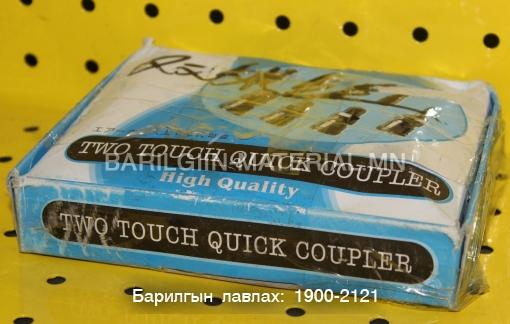 TWO TOUCH QUICK COUPLER
BARILGIIN-MATERIAL.MN
High Quality
TWO TOUCH QUICK COUPLER
Барилгын лавлах: 1900-2121